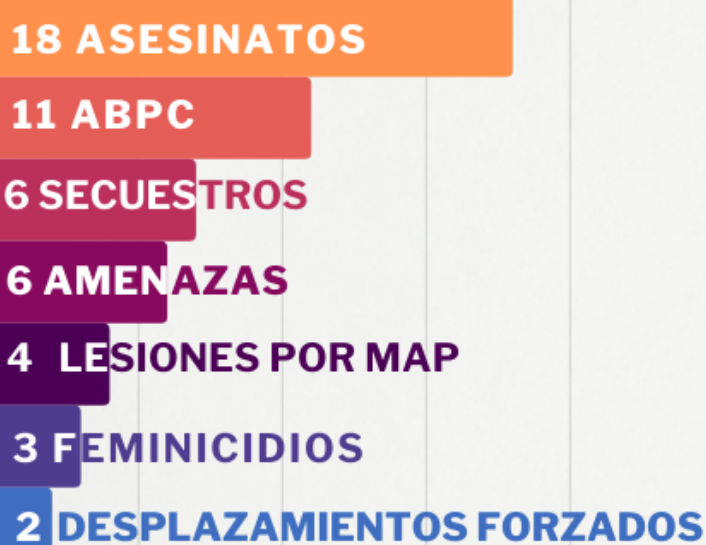 18 ASESINATOS
11 ABPC
6 SECUESTROS
6 AMENAZAS
4 LESIONES POR MAP
3 FEMINICIDIOS
2 DESPLAZAMIENTOS FORZADOS